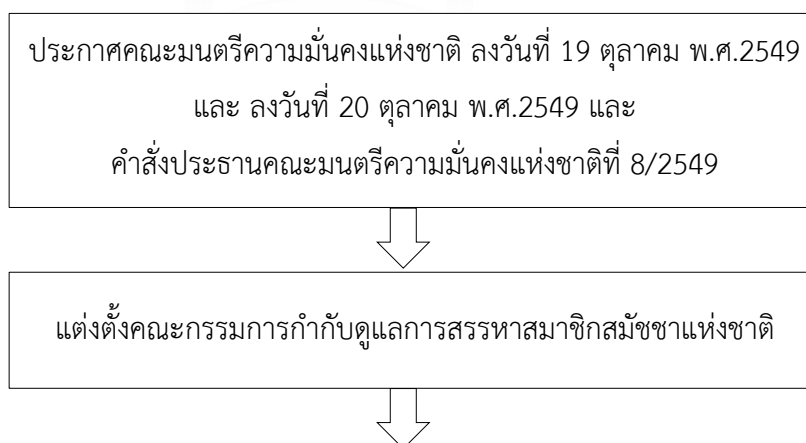 ประกาศคณะมนตรีความมั่นคงแห่งชาติ ลงวันที่ 19 ตุลาคม พ.ศ.2549
และ ลงวันที่ 20 ตุลาคม พ.ศ.2549 และ
คำสั่งประธานคณะมนตรีความมั่นคงแห่งชาติที่ 8/2549
แต่งตั้งคณะกรรมการกำกับดูแลการสรรหาสมาชิกสมัชชาแห่งชาติ